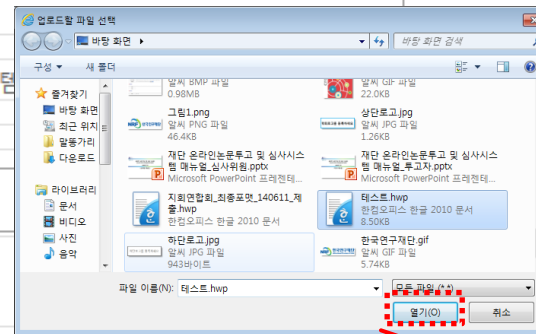 업로드할 파일 선택
바탕 화면
바탕 화면 검색
구성
새 폴더
템
즐겨찾기
바탕 화면
최근 위치
말똥가리
다운로드
라이브러리
문서
비디오
사진
음악
알씨 BMP 파일
0.98MB
알씨 GIF 파일
22.0KB
그림1.png
알씨 PNG 파일
46.4KB
상단로고.jpg
알씨 JPG 파일
1.26KB
재단 온라인논문투고 및 심사시스
템 매뉴얼_심사위원.pptx
Microsoft PowerPoint 프레젠테...
재단 온라인논문투고 및 심사시스
템 매뉴얼_투고자.pptx
Microsoft PowerPoint 프레젠테...
지회연합회_최종포맷_140611_제
출.hwp
한컴오피스 한글 2010 문서
테스트.hwp
한컴오피스 한글 2010 문서
8.50KB
하단로고.jpg
알씨 JPG 파일
943바이트
한국연구재단.gif
알씨 GIF 파일
5.74KB
파일 이름(N):
테스트.hwp
모든 파일 (*.*)
열기(O)
취소